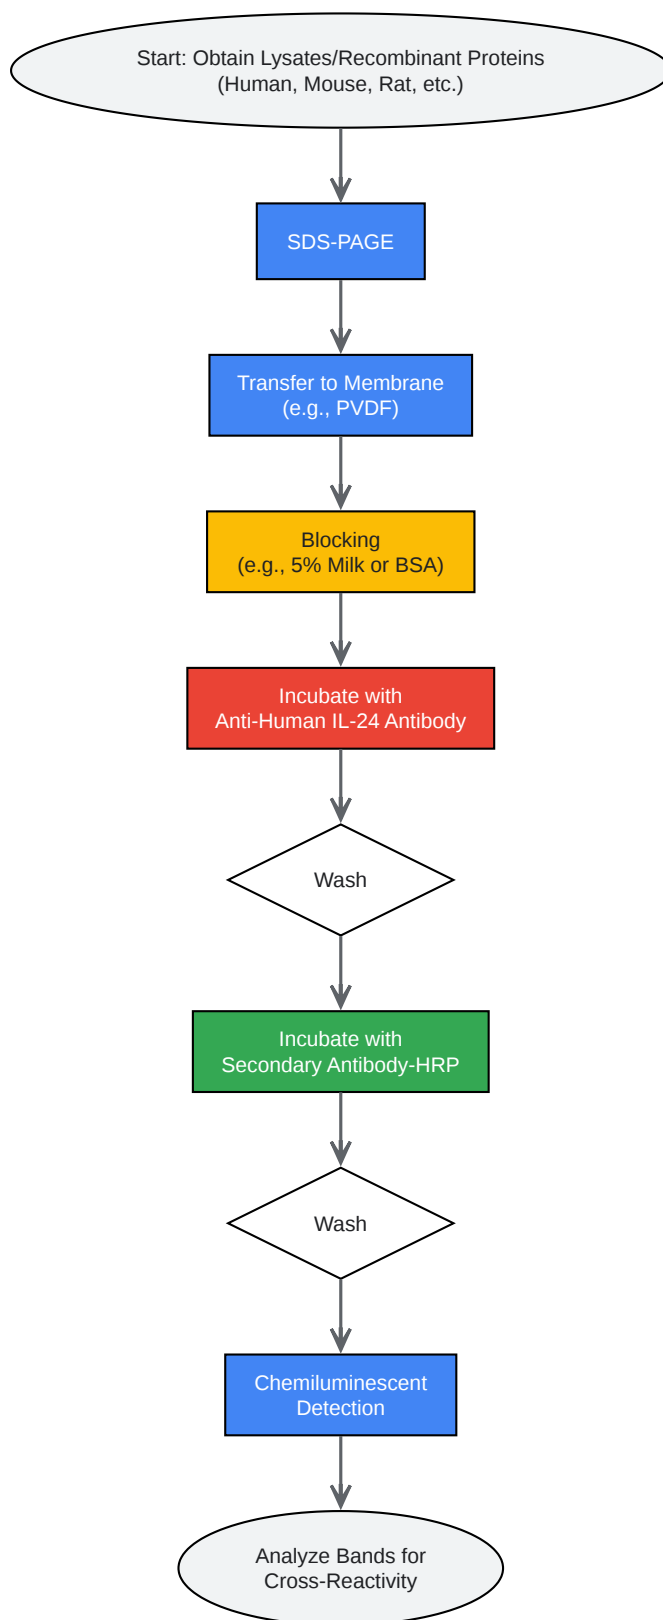 Start: Obtain Lysates/Recombinant Proteins
(Human, Mouse, Rat, etc.)
SDS-PAGE
Transfer to Membrane
(e.g., PVDF)
Blocking
(e.g., 5% Milk or BSA)
Incubate with
Anti-Human IL-24 Antibody
Wash
Incubate with
Secondary Antibody-HRP
Wash
Chemiluminescent
Detection
Analyze Bands for
Cross-Reactivity